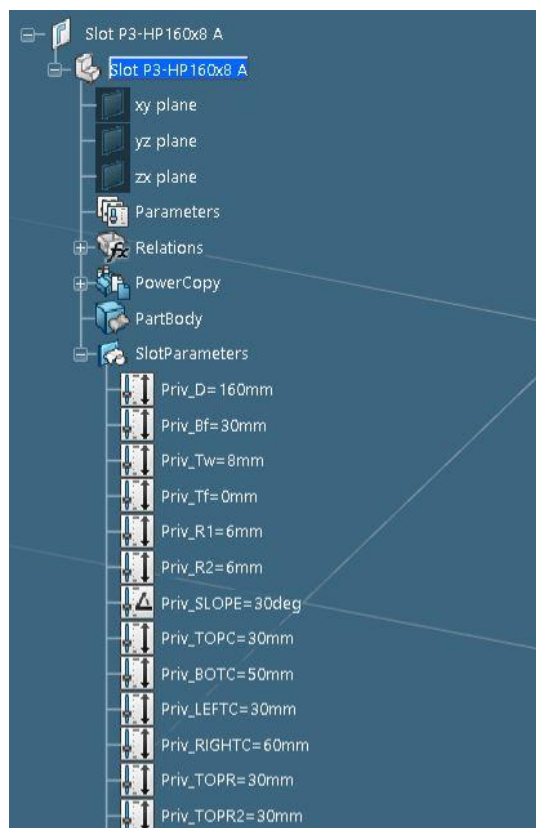 Slot P3-HP160x8 A
Slot P3-HP160x8 A
xy plane
yz plane
zx plane
Parameters
Relations
PowerCopy
PartBody
SlotParameters
Priv_D=160mm
Priv_Bf=30mm
Priv_Tw=8mm
Priv_Tf=0mm
Priv_R1=6mm
Priv_R2=6mm
Priv_SLOPE=30deg
Priv_TOPC=30mm
Priv_BOTC=50mm
Priv_LEFTC=30mm
Priv_RIGHTC=60mm
Priv_TOPR=30mm
Priv_TOPR2=30mm